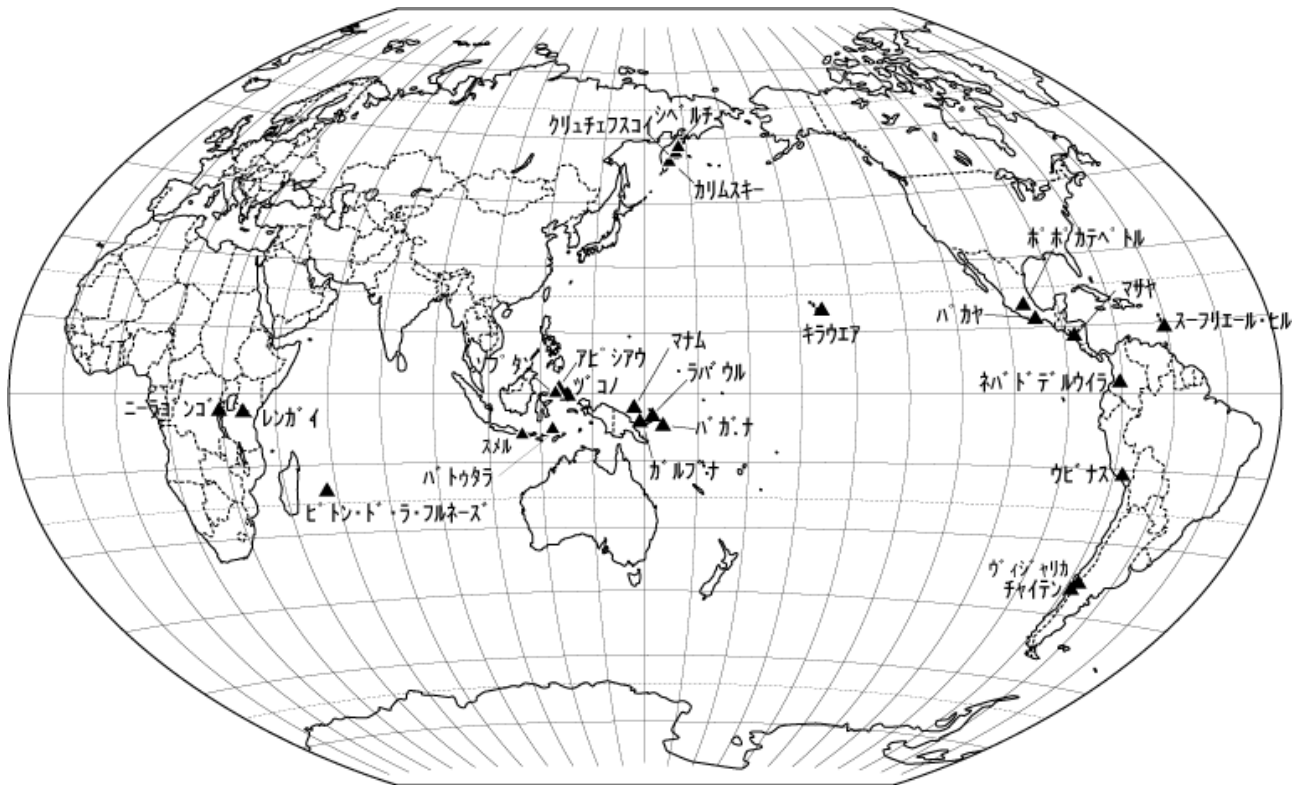 シベルチ
クリュチェフスコイ
カリムスキー
ポポカテペトル
マサヤ
パカヤ
スーフリエール・ヒル
キラウエア
マナム
アピシアウ
ブタン
ヅコノ
・ラバウル
ネバドデルウイラ
レンガイ
バガナ
スメル
ガルブナ
バトゥタラ
ウビナス
ピトン・ド・ラ・フルネーズ
ヴィジャリカ
チャイテン